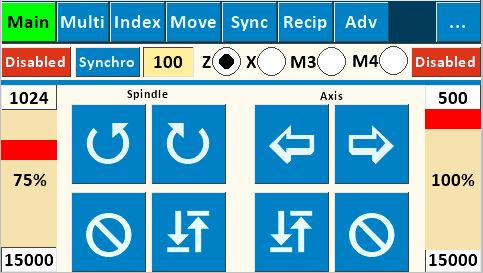 Main Multi Index Move Sync Recip Adv ...
Disabled Synchro 100 Z X M3 M4 Disabled
1024 Spindle Axis 500
75% 100%
15000 15000